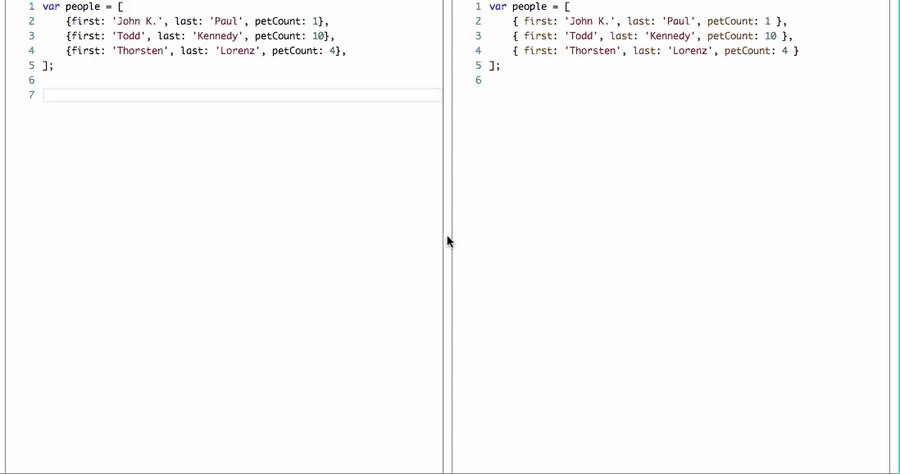 1 var people = [
2 {first: 'John K.', last: 'Paul', petCount: 1},
3 {first: 'Todd', last: 'Kennedy', petCount: 10},
4 {first: 'Thorsten', last: 'Lorenz', petCount: 4},
5 ];
6
7
1 var people = [
2 { first: 'John K.', last: 'Paul', petCount: 1 },
3 { first: 'Todd', last: 'Kennedy', petCount: 10 },
4 { first: 'Thorsten', last: 'Lorenz', petCount: 4 }
5 ];
6